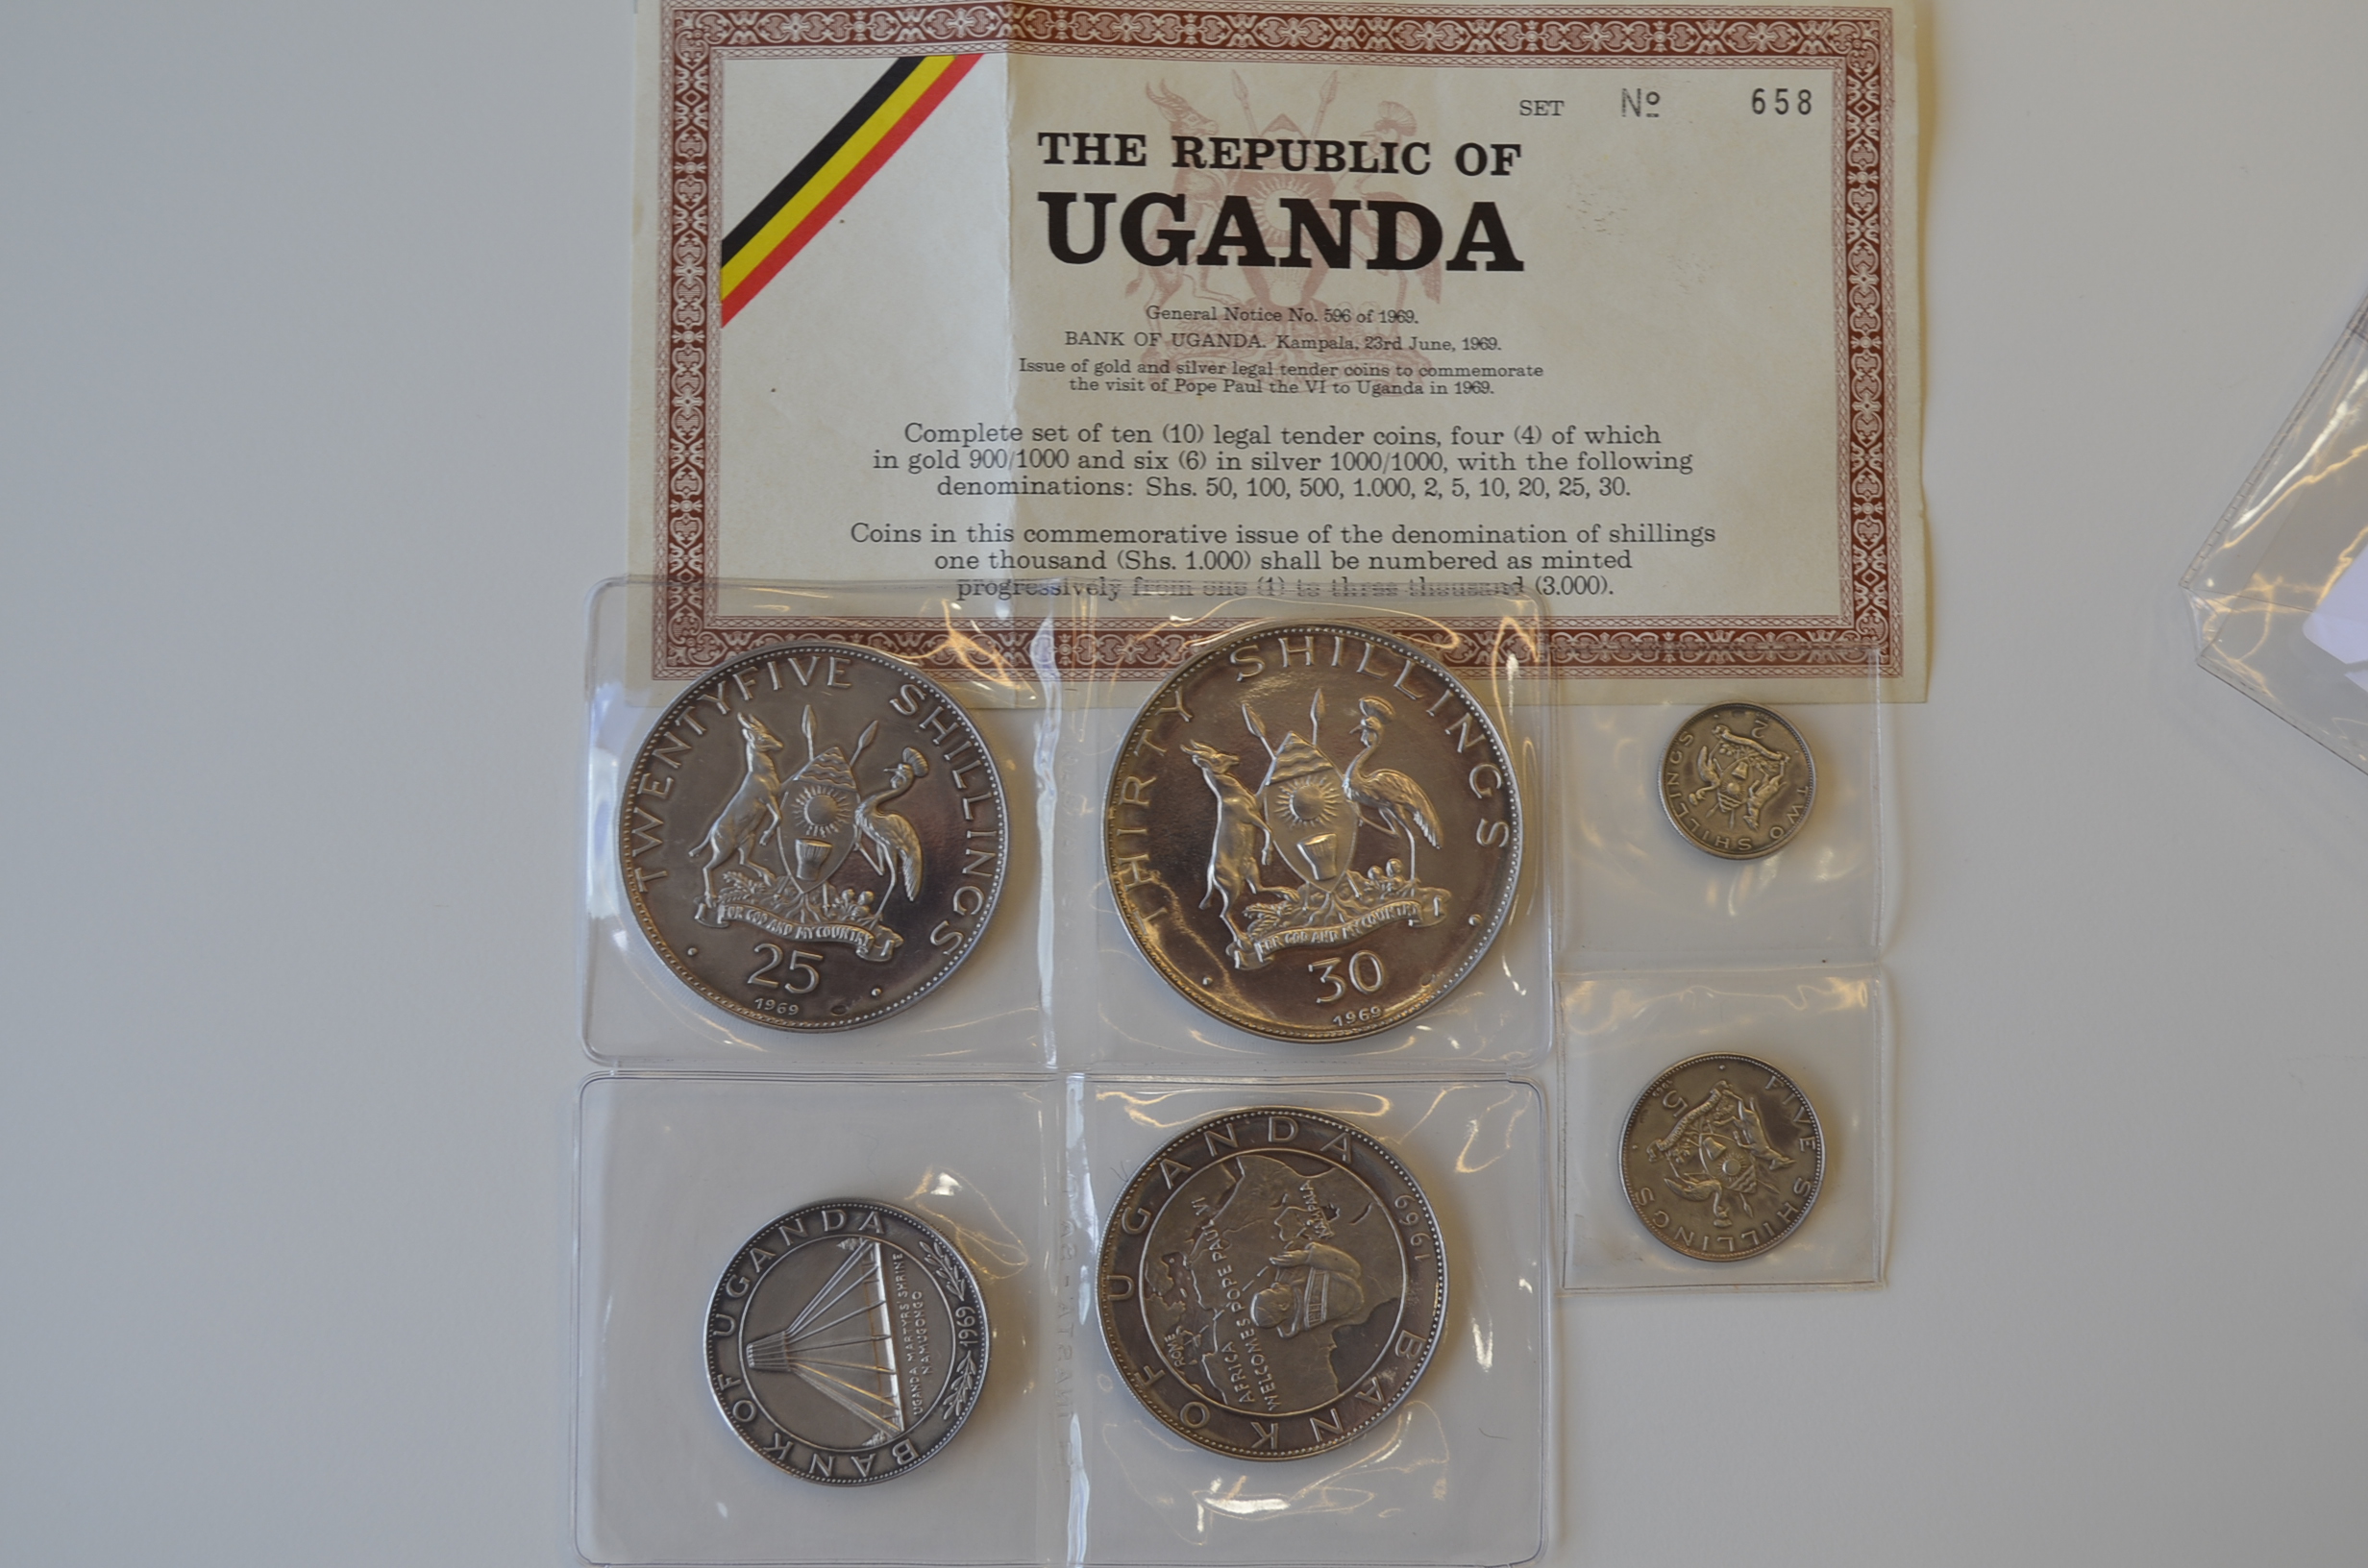 SET Nº 658
THE REPUBLIC OF
UGANDA
General Notice No. 596 of 1969.
BANK OF UGANDA. Kampala, 23rd June, 1969.
Issue of gold and silver legal tender coins to commemorate
the visit of Pope Paul the VI to Uganda in 1969.
Complete set of ten (10) legal tender coins, four (4) of which
in gold 900/1000 and six (6) in silver 1000/1000, with the following
denominations: Shs. 50, 100, 500, 1.000, 2, 5, 10, 20, 25, 30.
Coins in this commemorative issue of the denomination of shillings
one thousand (Shs. 1.000) shall be numbered as minted
progressively from one (1) to three thousand (3.000).
TWENTYFIVE SHILLINGS
FOR GOD AND MY COUNTRY
25
1969
THIRTY SHILLINGS
FOR GOD AND MY COUNTRY
30
1969
2
TWO SHILLINGS
5
FIVE SHILLINGS
BANK OF UGANDA
UGANDA MARTYRS SHRINE
NAMUGONGO
1969
BANK OF UGANDA
1969
ROME
AFRICA
WELCOMES POPE PAUL VI
KAMPALA